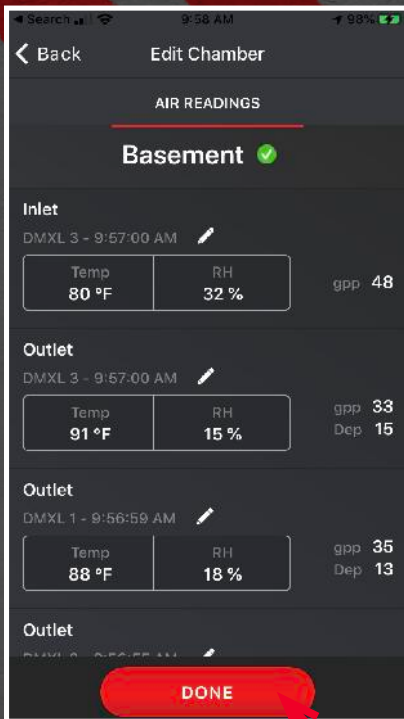 Search
9:58 AM
98%
Back
Edit Chamber
AIR READINGS
Basement
Inlet
DMXL 3 - 9:57:00 AM
Temp RH
80 °F 32 %
gpp 48
Outlet
DMXL 3 - 9:57:00 AM
Temp RH
91 °F 15 %
gpp 33
Dep 15
Outlet
DMXL 1 - 9:56:59 AM
Temp RH
88 °F 18 %
gpp 35
Dep 13
Outlet
DONE